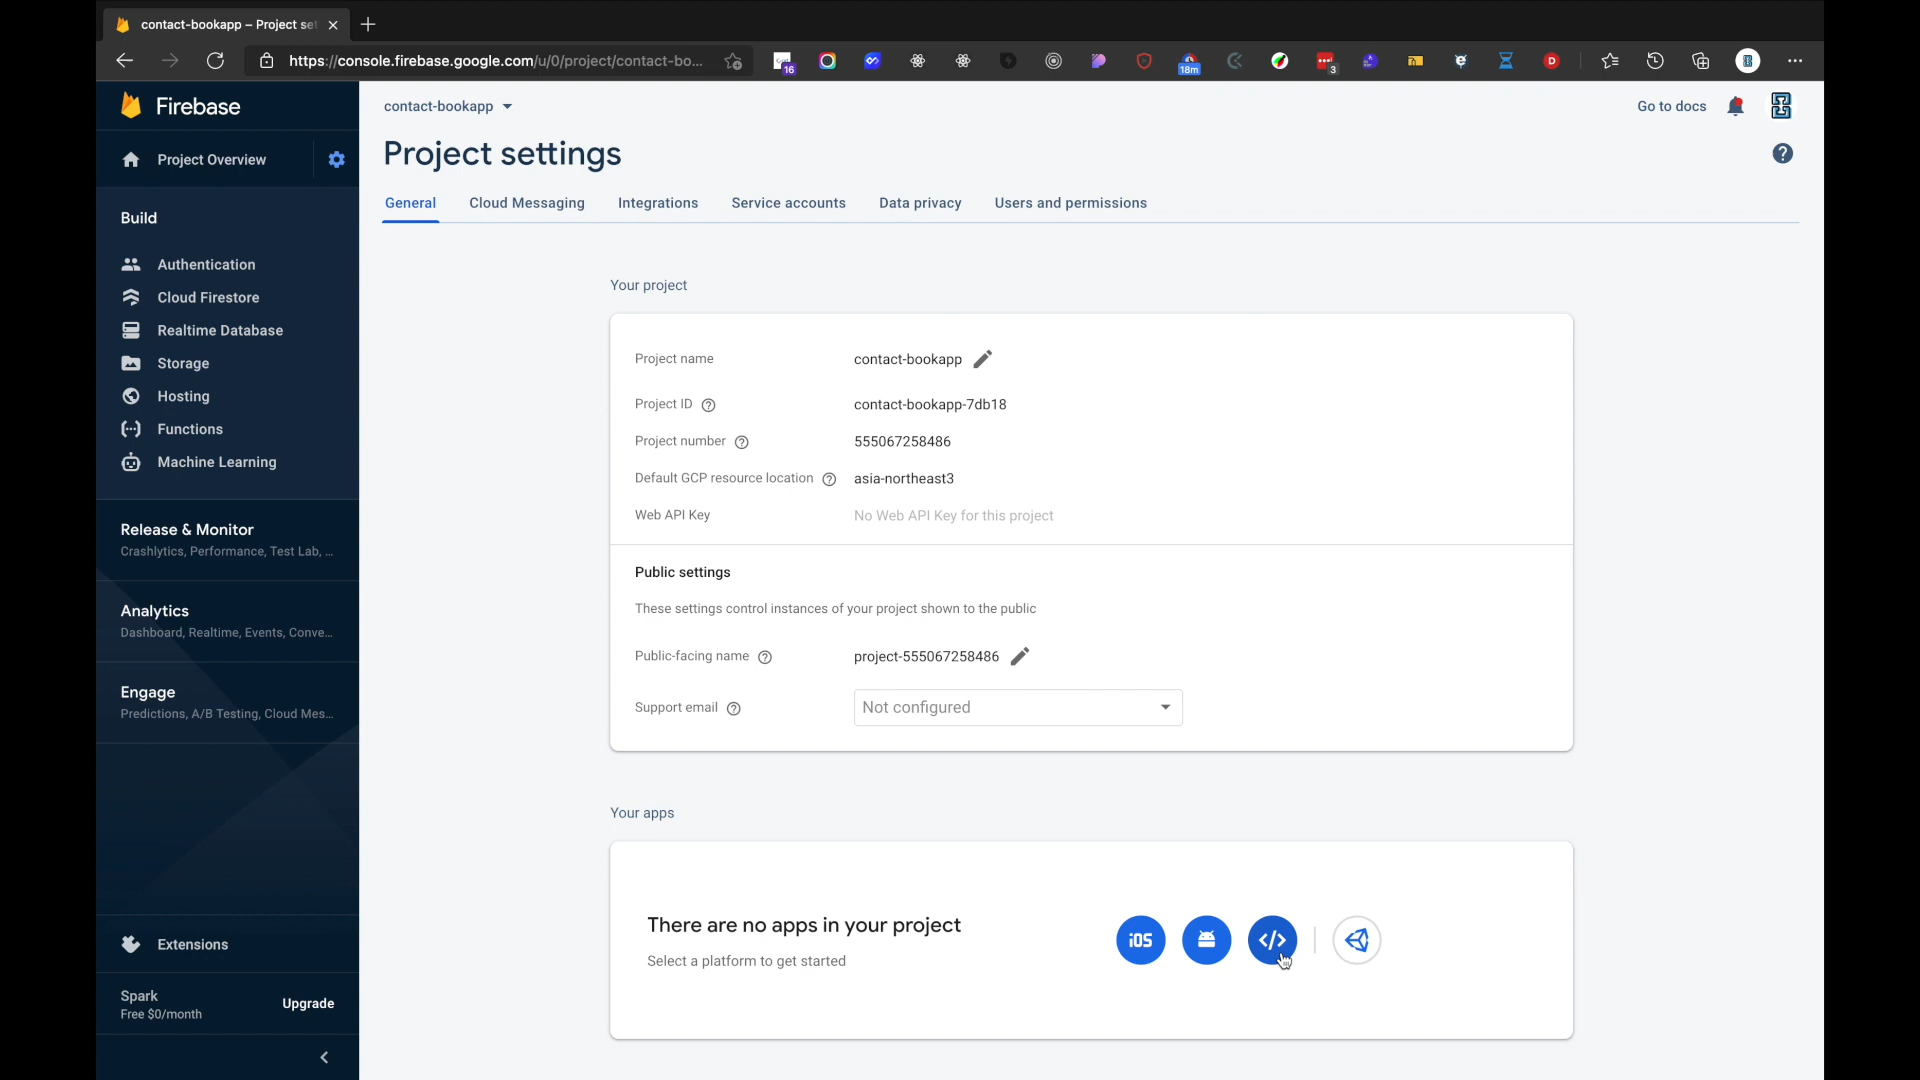 contact-bookapp – Project set
https://console.firebase.google.com/u/0/project/contact-bo...
16
18m
3
D
Firebase
contact-bookapp
Go to docs
Project Overview
Project settings
General
Cloud Messaging
Integrations
Service accounts
Data privacy
Users and permissions
Build
Authentication
Cloud Firestore
Realtime Database
Storage
Hosting
Functions
Machine Learning
Release & Monitor
Crashlytics, Performance, Test Lab, ...
Analytics
Dashboard, Realtime, Events, Conve...
Engage
Predictions, A/B Testing, Cloud Mes...
Extensions
Spark
Free $0/month
Upgrade
Your project
Project name
contact-bookapp
Project ID
contact-bookapp-7db18
Project number
555067258486
Default GCP resource location
asia-northeast3
Web API Key
No Web API Key for this project
Public settings
These settings control instances of your project shown to the public
Public-facing name
project-555067258486
Support email
Not configured
Your apps
There are no apps in your project
Select a platform to get started
iOS